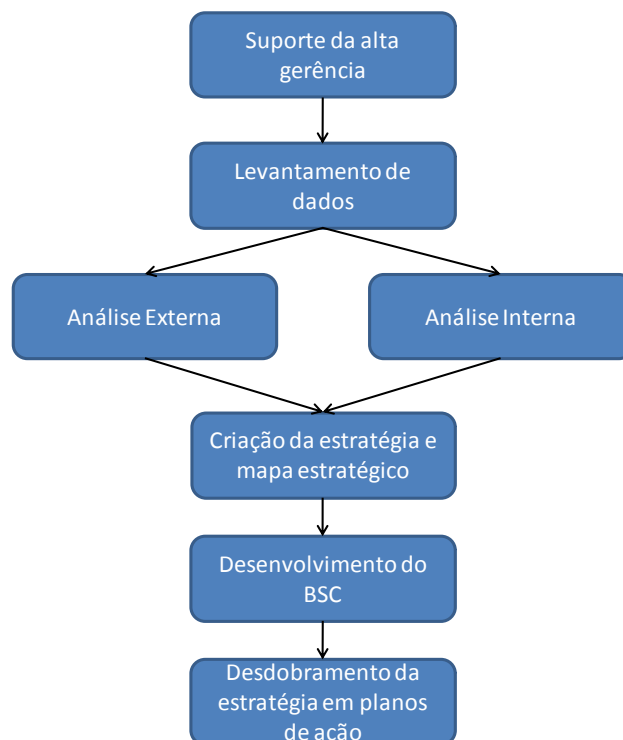 Suporte da alta
gerência
Levantamento de
dados
Análise Externa
Análise Interna
Criação da estratégia e
mapa estratégico
Desenvolvimento do
BSC
Desdobramento da
estratégia em planos
de ação